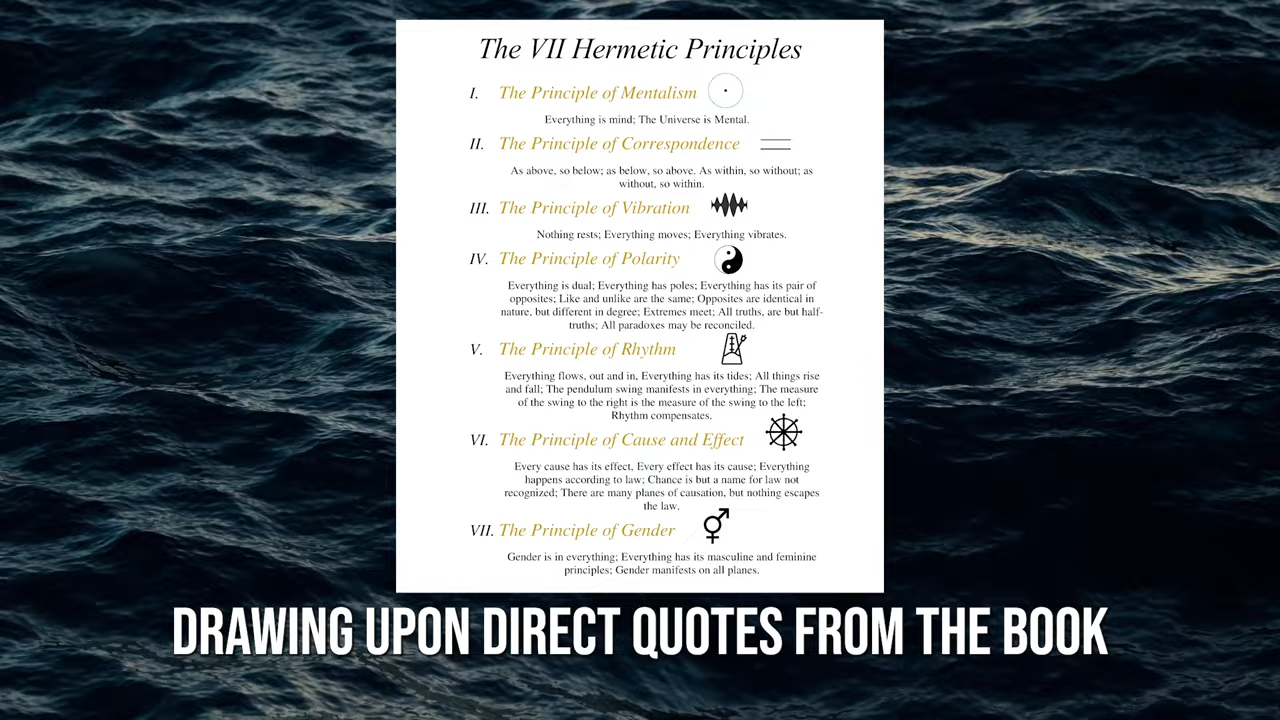 The VII Hermetic Principles
I. The Principle of Mentalism
Everything is mind; The Universe is Mental.
II. The Principle of Correspondence
As above, so below; as below, so above. As within, so without; as
without, so within.
III. The Principle of Vibration
Nothing rests; Everything moves; Everything vibrates.
IV. The Principle of Polarity
Everything is dual; Everything has poles; Everything has its pair of
opposites; Like and unlike are the same; Opposites are identical in
nature, but different in degree; Extremes meet; All truths, are but half-
truths; All paradoxes may be reconciled.
V. The Principle of Rhythm
Everything flows, out and in, Everything has its tides; All things rise
and fall; The pendulum swing manifests in everything; The measure
of the swing to the right is the measure of the swing to the left;
Rhythm compensates.
VI. The Principle of Cause and Effect
Every cause has its effect, Every effect has its cause; Everything
happens according to law; Chance is but a name for law not
recognized; There are many planes of causation, but nothing escapes
the law.
VII. The Principle of Gender
Gender is in everything; Everything has its masculine and feminine
principles; Gender manifests on all planes.
DRAWING UPON DIRECT QUOTES FROM THE BOOK